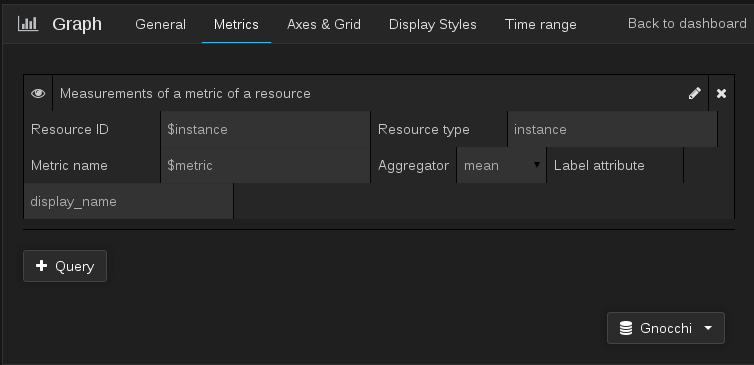 Graph General Metrics Axes & Grid Display Styles Time range Back to dashboard
Measurements of a metric of a resource
Resource ID $instance Resource type instance
Metric name $metric Aggregator mean Label attribute
display_name
Query
Gnocchi